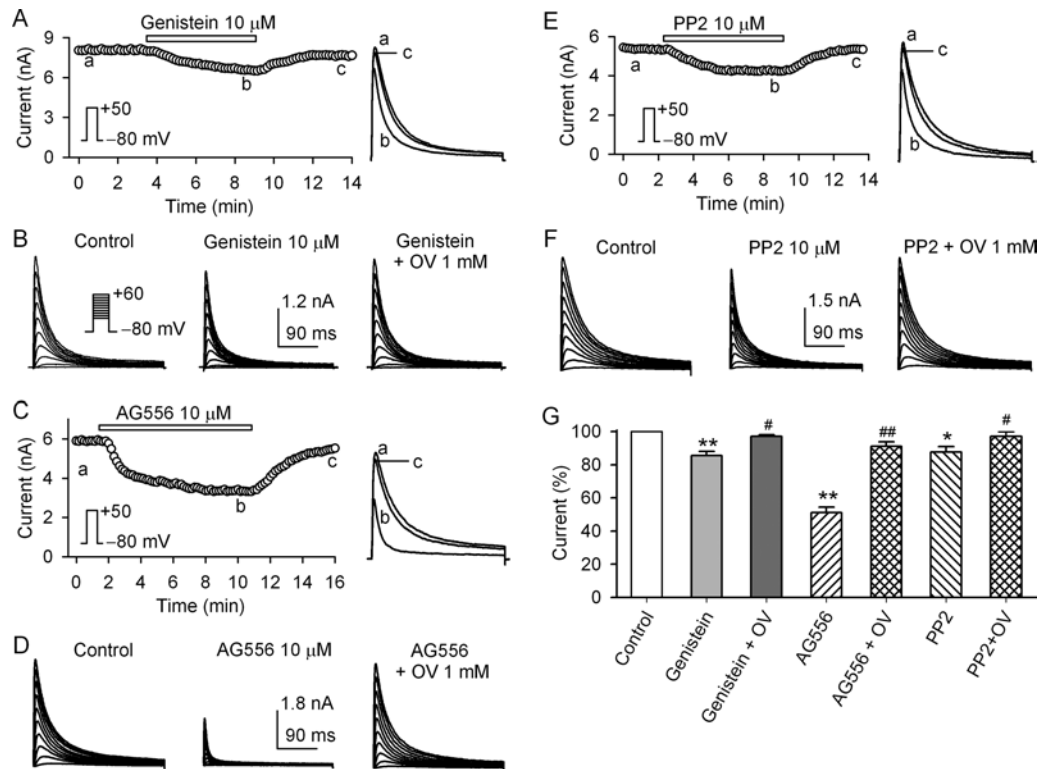 A
Genistein 10 μM
9
6
3
0
Current (nA)
a
b
c
+50
−80 mV
0 2 4 6 8 10 12 14
Time (min)
a
c
b
E
PP2 10 μM
6
4
2
0
Current (nA)
a
b
c
+50
−80 mV
0 2 4 6 8 10 12 14
Time (min)
a
c
b
B
Control
+60
−80 mV
Genistein 10 μM
1.2 nA
90 ms
Genistein
+ OV 1 mM
F
Control
PP2 10 μM
1.5 nA
90 ms
PP2 + OV 1 mM
C
AG556 10 μM
6
4
2
0
Current (nA)
a
b
c
+50
−80 mV
0 2 4 6 8 10 12 14 16
Time (min)
a
c
b
D
Control
AG556 10 μM
1.8 nA
90 ms
AG556
+ OV 1 mM
G
100
80
60
40
20
0
Current (%)
**
#
**
##
*
#
Control
Genistein
Genistein + OV
AG556
AG556 + OV
PP2
PP2+OV